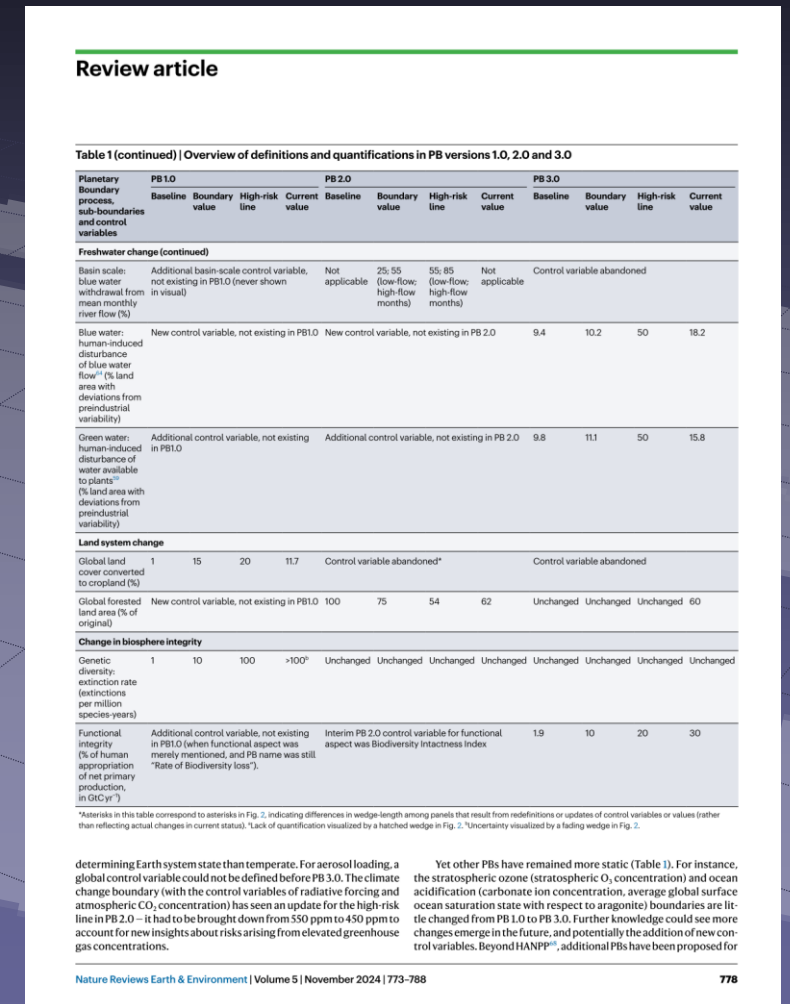 Review article
Table 1 (continued) | Overview of definitions and quantifications in PB versions 1.0, 2.0 and 3.0
Planetary Boundary process, sub-boundaries and control variables
PB 1.0
PB 2.0
PB 3.0
Baseline Boundary value High-risk line Current value
Baseline Boundary value High-risk line Current value
Baseline Boundary value High-risk line Current value
Freshwater change (continued)
Basin scale: blue water withdrawal from mean monthly river flow (%)
Additional basin-scale control variable, not existing in PB1.0 (never shown in visual)
Not applicable
25; 55 (low-flow; high-flow months)
55; 85 (low-flow; high-flow months)
Not applicable
Control variable abandoned
Blue water: human-induced disturbance of blue water flow⁵⁴ (% land area with deviations from preindustrial variability)
New control variable, not existing in PB1.0
New control variable, not existing in PB 2.0
9.4 10.2 50 18.2
Green water: human-induced disturbance of water available to plants (% land area with deviations from preindustrial variability)
Additional control variable, not existing in PB1.0
Additional control variable, not existing in PB 2.0
9.8 11.1 50 15.8
Land system change
Global land cover converted to cropland (%)
1 15 20 11.7
Control variable abandoned*
Control variable abandoned
Global forested land area (% of original)
New control variable, not existing in PB1.0
100 75 54 62
Unchanged Unchanged Unchanged 60
Change in biosphere integrity
Genetic diversity: extinction rate (extinctions per million species-years)
1 10 100 >100ᵇ
Unchanged Unchanged Unchanged Unchanged
Unchanged Unchanged Unchanged Unchanged
Functional integrity (% of human appropriation of net primary production, in GtC yr⁻¹)
Additional control variable, not existing in PB1.0 (when functional aspect was merely mentioned, and PB name was still “Rate of Biodiversity loss”).
Interim PB 2.0 control variable for functional aspect was Biodiversity Intactness Index
1.9 10 20 30
*Asterisks in this table correspond to asterisks in Fig. 2, indicating differences in wedge-length among panels that result from redefinitions or updates of control variables or values (rather
than reflecting actual changes in current status). ᵃLack of quantification visualized by a hatched wedge in Fig. 2. ᵇUncertainty visualized by a fading wedge in Fig. 2.
determining Earth system state than temperate. For aerosol loading, a
global control variable could not be defined before PB 3.0. The climate
change boundary (with the control variables of radiative forcing and
atmospheric CO₂ concentration) has seen an update for the high-risk
line in PB 2.0 – it had to be brought down from 550 ppm to 450 ppm to
account for new insights about risks arising from elevated greenhouse
gas concentrations.
Yet other PBs have remained more static (Table 1). For instance,
the stratospheric ozone (stratospheric O₃ concentration) and ocean
acidification (carbonate ion concentration, average global surface
ocean saturation state with respect to aragonite) boundaries are lit-
tle changed from PB 1.0 to PB 3.0. Further knowledge could see more
changes emerge in the future, and potentially the addition of new con-
trol variables. Beyond HANPP⁶⁸, additional PBs have been proposed for
Nature Reviews Earth & Environment | Volume 5 | November 2024 | 773–788
778